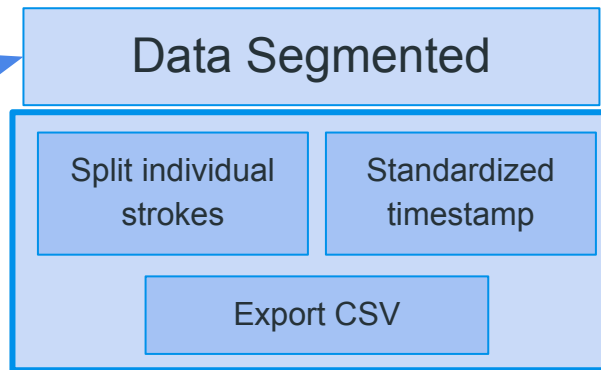 Data Segmented
Split individual
strokes
Standardized
timestamp
Export CSV